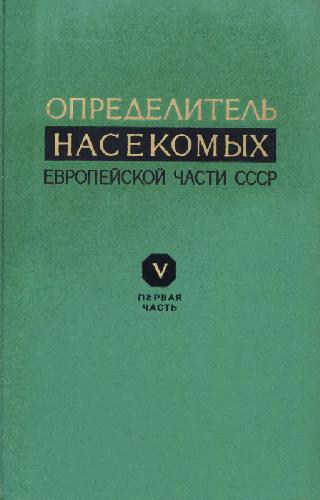 ОПРЕДЕЛИТЕЛЬ
НАСЕКОМЫХ
ЕВРОПЕЙСКОЙ ЧАСТИ СССР
V
ПЕРВАЯ
ЧАСТЬ